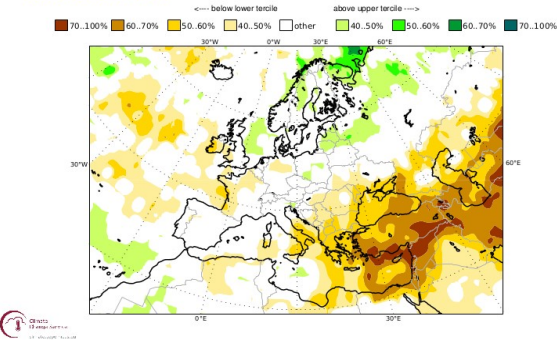 <---- below lower tercile above upper tercile ---->
70..100% 60..70% 50..60% 40..50% other 40..50% 50..60% 60..70% 70..100%
30°W 0°W 30°E 60°E
30°W 60°E
0°E 30°E
Climate